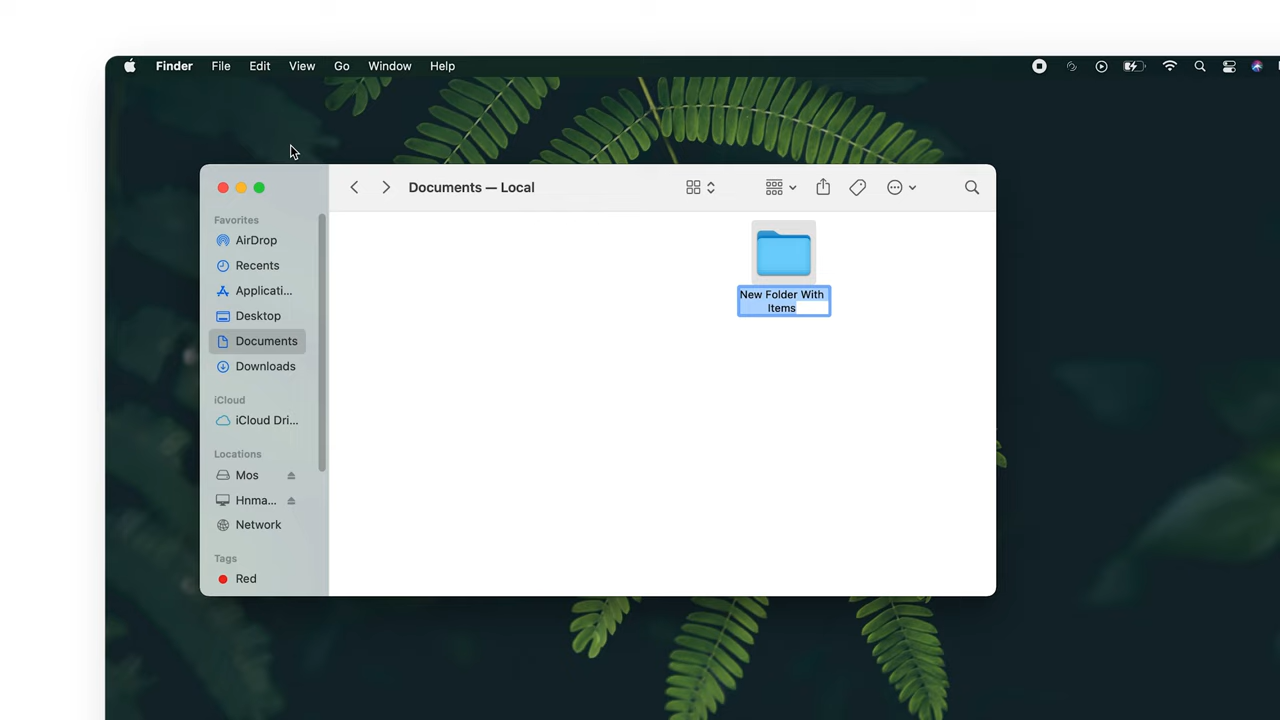 Finder File Edit View Go Window Help
Documents — Local
Favorites
AirDrop
Recents
Applicati...
Desktop
Documents
Downloads
iCloud
iCloud Dri...
Locations
Mos
Hnma...
Network
Tags
Red
New Folder With
Items